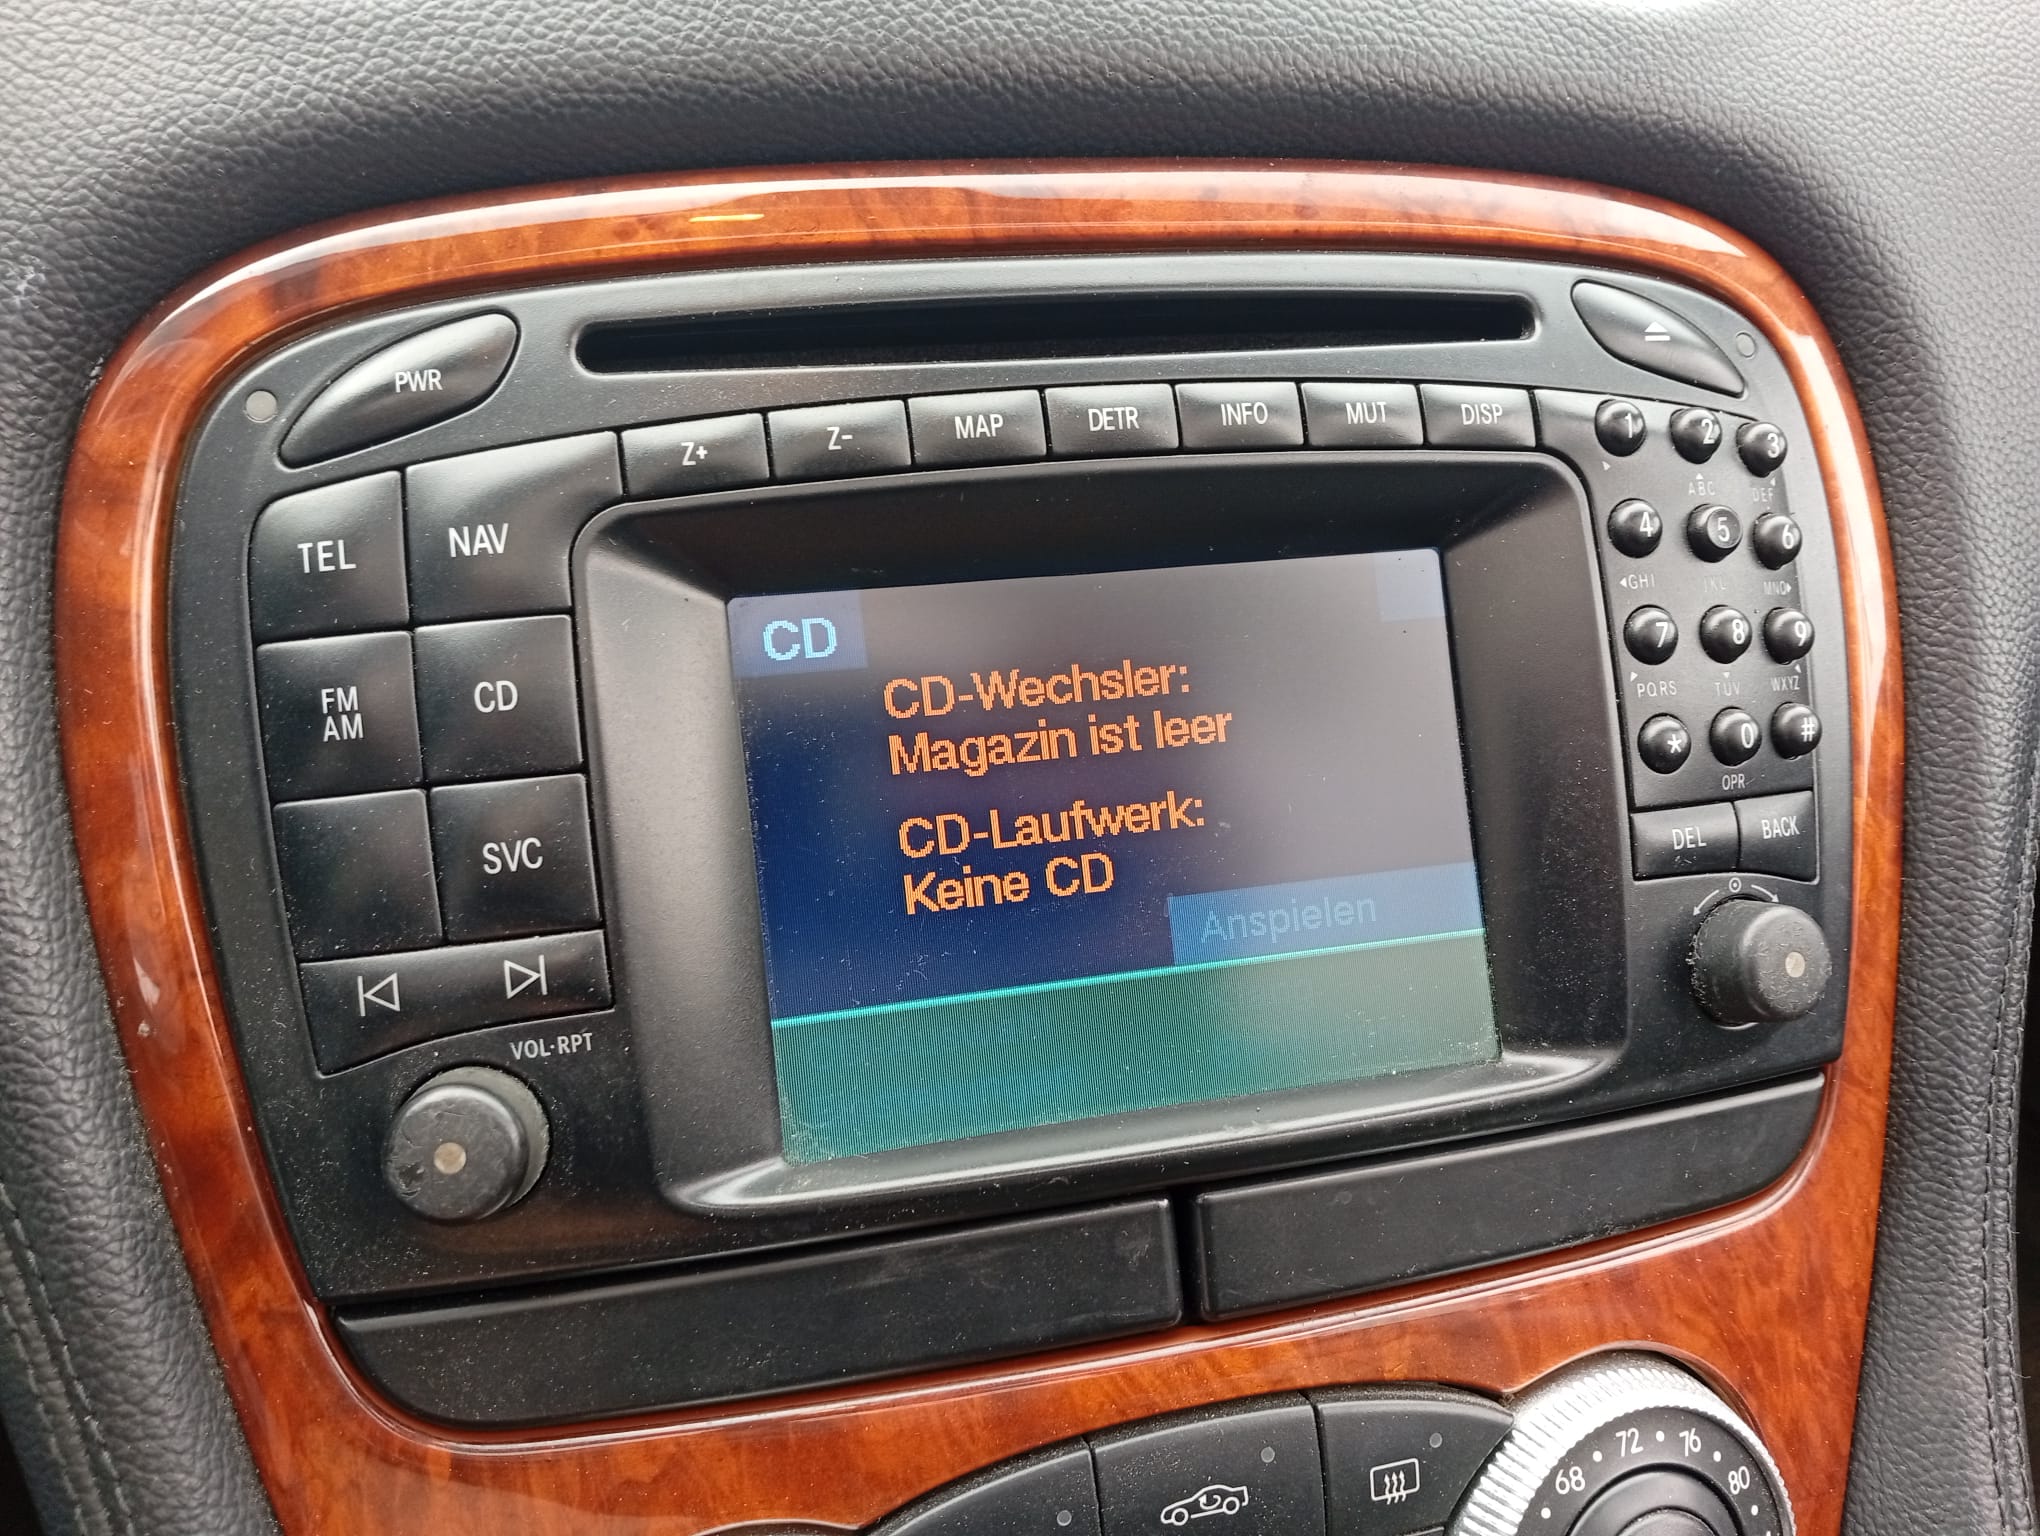 PWR
Z+ Z- MAP DETR INFO MUT DISP
TEL NAV
FM
AM
CD
SVC
VOL·RPT
CD
CD-Wechsler:
Magazin ist leer
CD-Laufwerk:
Keine CD
Anspielen
1 2 3
ABC DEF
4 5 6
GHI JKL MNO
7 8 9
PQRS TUV WXYZ
* 0 #
OPR
DEL BACK
68 72 76 80